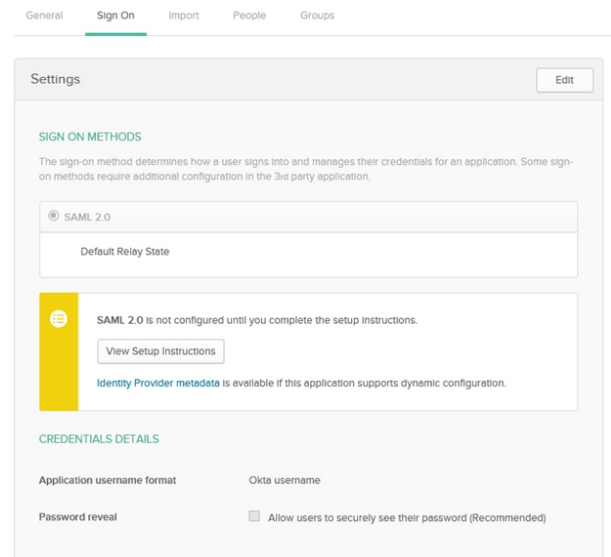 General Sign On Import People Groups
Settings Edit
SIGN ON METHODS
The sign-on method determines how a user signs into and manages their credentials for an application. Some sign-
on methods require additional configuration in the 3rd party application.
SAML 2.0
Default Relay State
SAML 2.0 is not configured until you complete the setup instructions.
View Setup Instructions
Identity Provider metadata is available if this application supports dynamic configuration.
CREDENTIALS DETAILS
Application username format Okta username
Password reveal Allow users to securely see their password (Recommended)